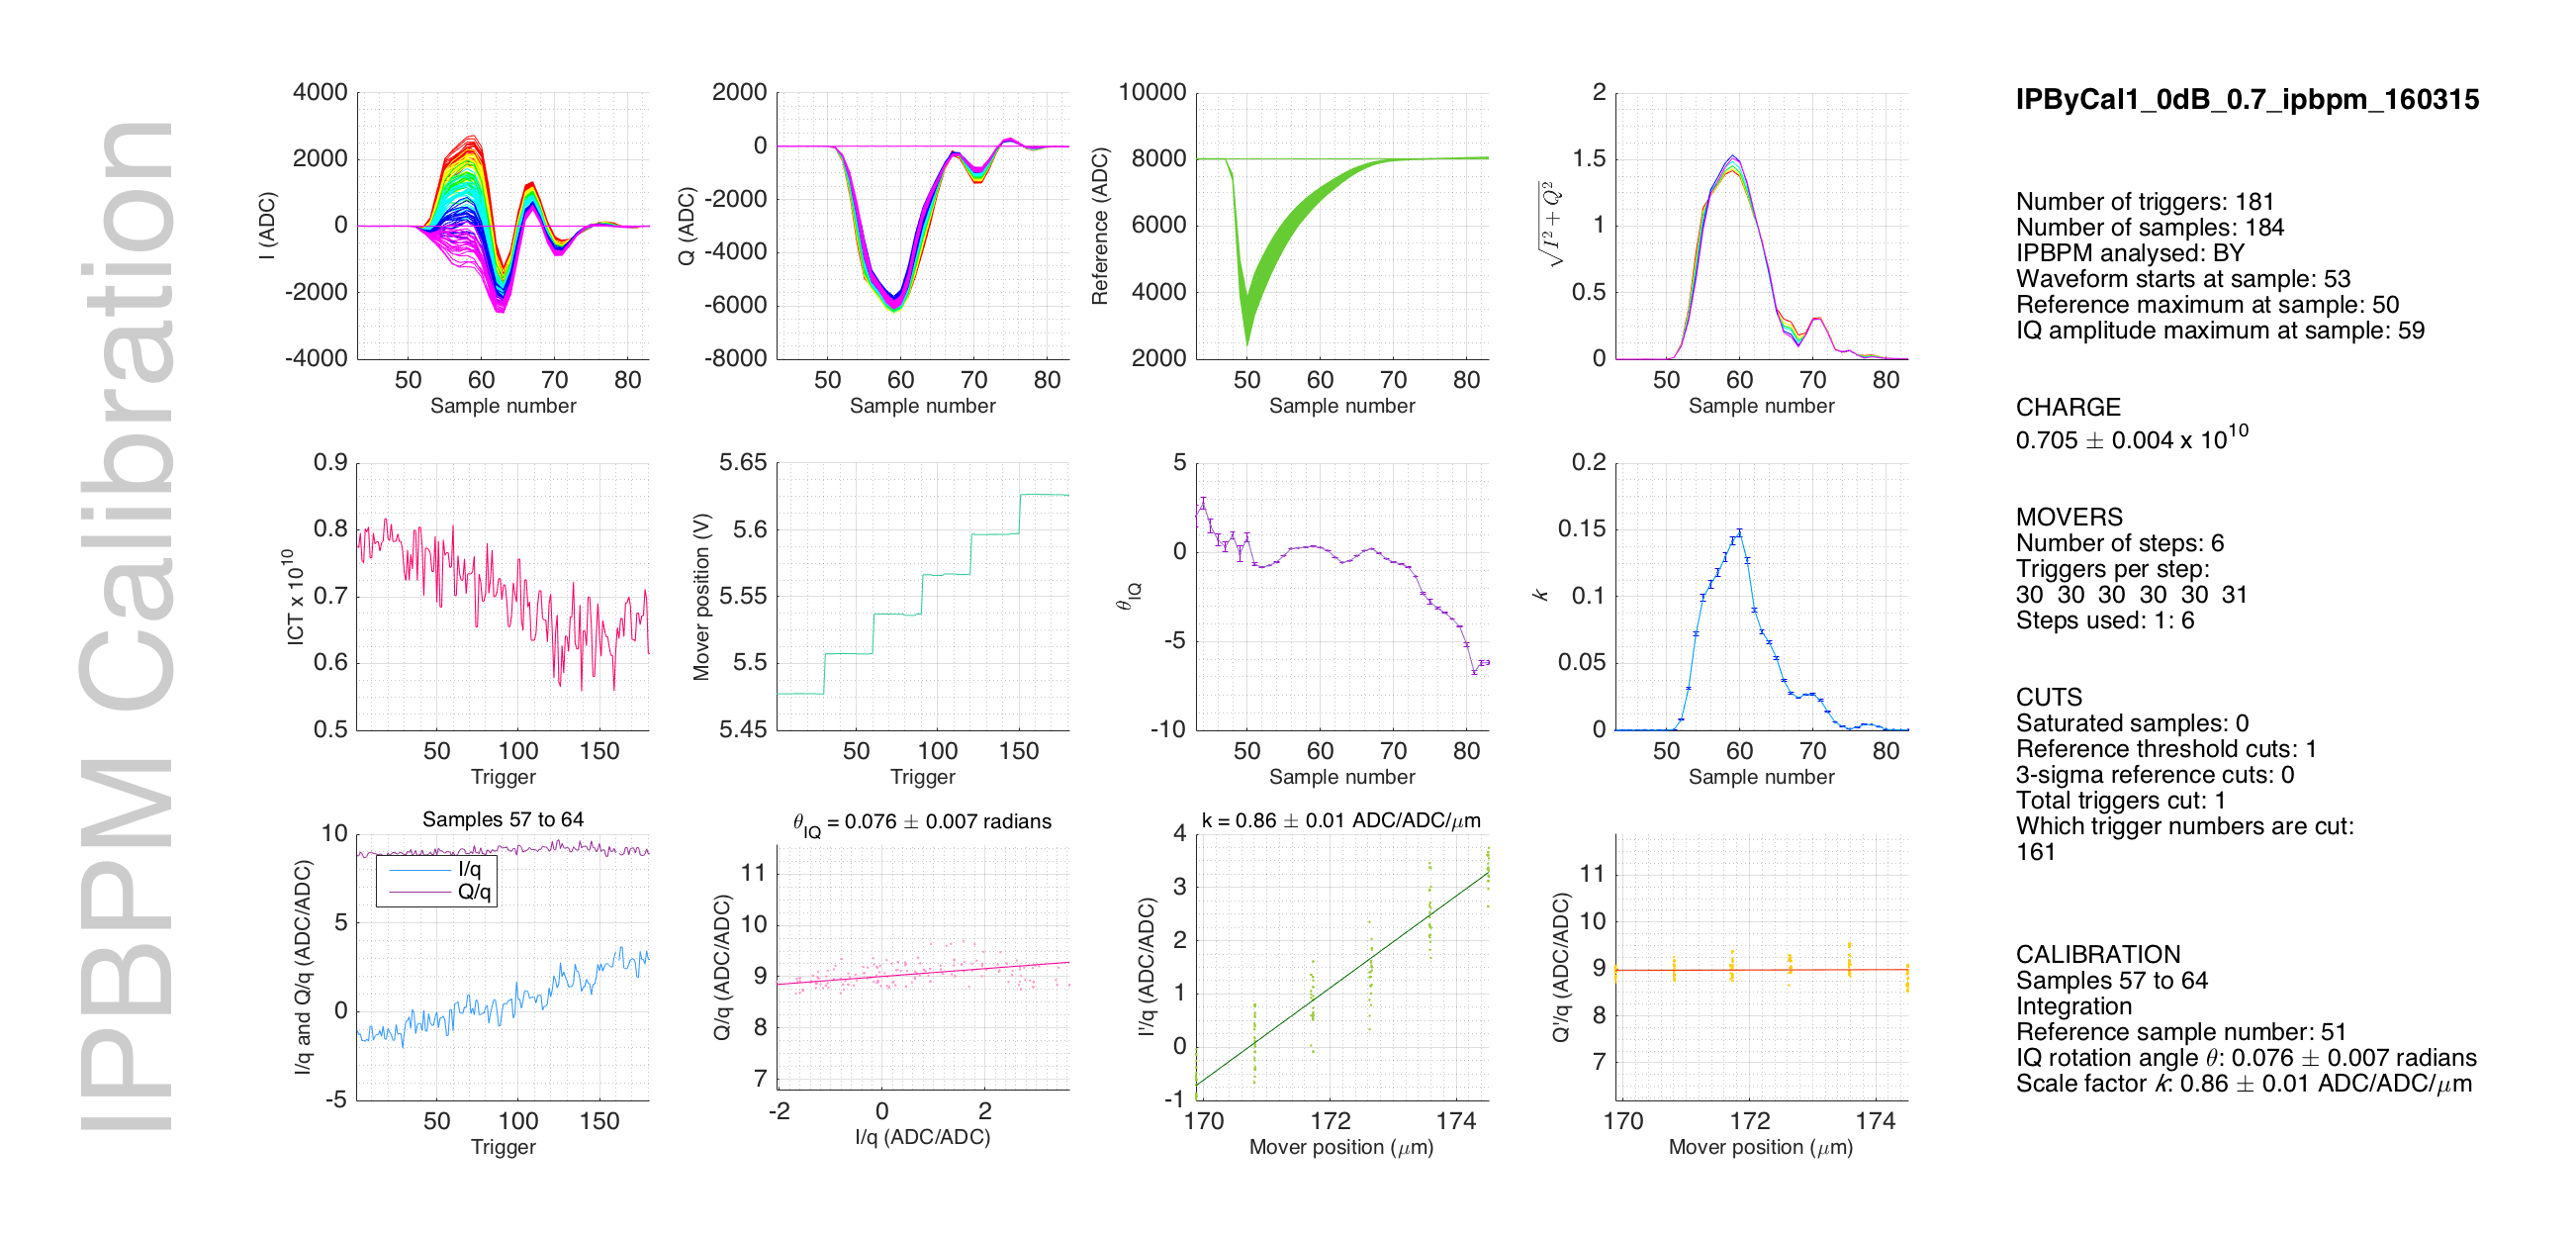 IPBPM Calibration
4000
2000
0
-2000
-4000
I (ADC)
50 60 70 80
Sample number
2000
0
-2000
-4000
-6000
-8000
Q (ADC)
50 60 70 80
Sample number
10000
8000
6000
4000
2000
Reference (ADC)
50 60 70 80
Sample number
2
1.5
1
0.5
0
√I² + Q²
50 60 70 80
Sample number
0.9
0.8
0.7
0.6
0.5
ICT x 10^10
50 100 150
Trigger
5.65
5.6
5.55
5.5
5.45
Mover position (V)
50 100 150
Trigger
5
0
-5
-10
θ_IQ
50 60 70 80
Sample number
0.2
0.15
0.1
0.05
0
k
50 60 70 80
Sample number
Samples 57 to 64
10
5
0
-5
I/q and Q/q (ADC/ADC)
I/q
Q/q
50 100 150
Trigger
θ_IQ = 0.076 ± 0.007 radians
11
10
9
8
7
Q/q (ADC/ADC)
-2 0 2
I/q (ADC/ADC)
k = 0.86 ± 0.01 ADC/ADC/μm
4
3
2
1
0
-1
I'/q (ADC/ADC)
170 172 174
Mover position (μm)
11
10
9
8
7
Q'/q (ADC/ADC)
170 172 174
Mover position (μm)
IPByCal1_0dB_0.7_ipbpm_160315
Number of triggers: 181
Number of samples: 184
IPBPM analysed: BY
Waveform starts at sample: 53
Reference maximum at sample: 50
IQ amplitude maximum at sample: 59
CHARGE
0.705 ± 0.004 x 10^10
MOVERS
Number of steps: 6
Triggers per step:
30 30 30 30 30 31
Steps used: 1: 6
CUTS
Saturated samples: 0
Reference threshold cuts: 1
3-sigma reference cuts: 0
Total triggers cut: 1
Which trigger numbers are cut:
161
CALIBRATION
Samples 57 to 64
Integration
Reference sample number: 51
IQ rotation angle θ: 0.076 ± 0.007 radians
Scale factor k: 0.86 ± 0.01 ADC/ADC/μm